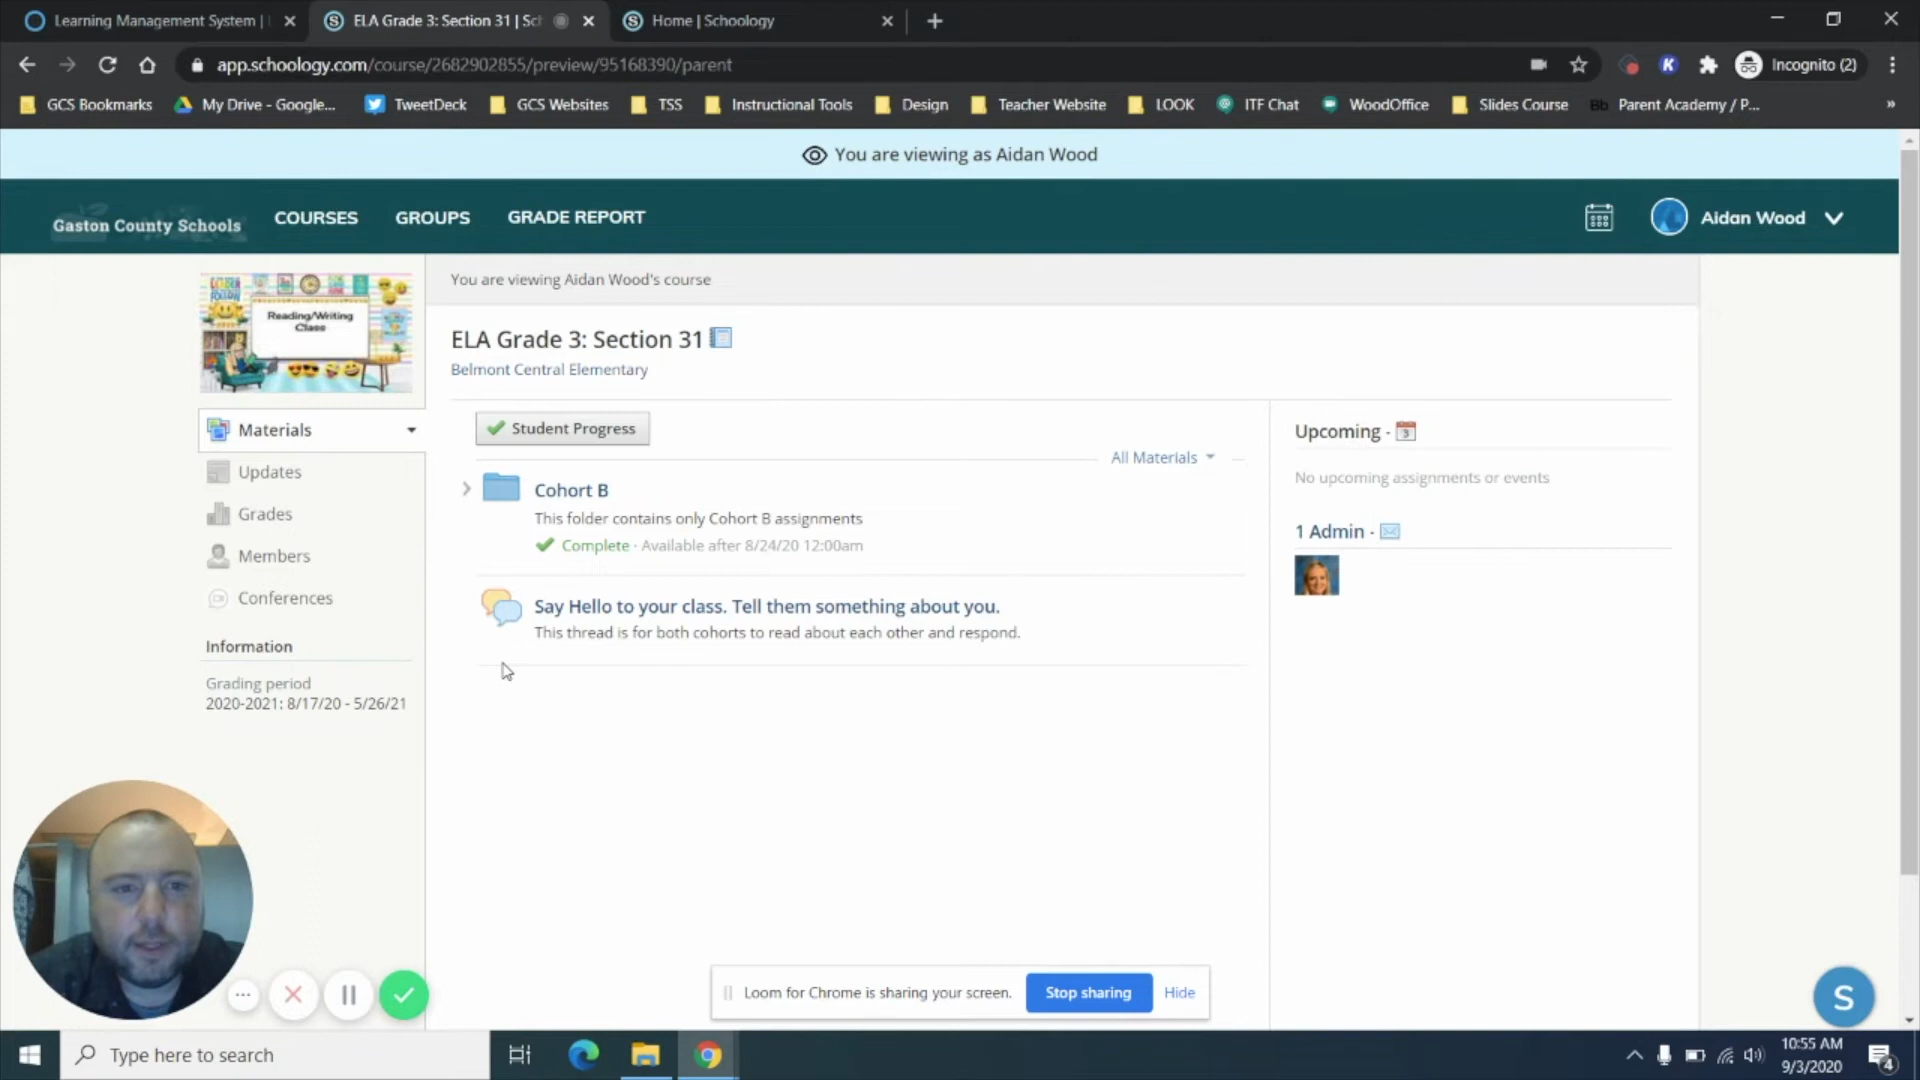 Learning Management System |
ELA Grade 3: Section 31 | Sch
Home | Schoology
app.schoology.com/course/2682902855/preview/95168390/parent
Incognito (2)
GCS Bookmarks
My Drive - Google...
TweetDeck
GCS Websites
TSS
Instructional Tools
Design
Teacher Website
LOOK
ITF Chat
WoodOffice
Slides Course
Bb Parent Academy / P...
»
You are viewing as Aidan Wood
Gaston County Schools
COURSES
GROUPS
GRADE REPORT
Aidan Wood
Reading/Writing
Class
You are viewing Aidan Wood's course
ELA Grade 3: Section 31
Belmont Central Elementary
Materials
Updates
Grades
Members
Conferences
Information
Grading period
2020-2021: 8/17/20 - 5/26/21
Student Progress
All Materials
Cohort B
This folder contains only Cohort B assignments
Complete · Available after 8/24/20 12:00am
Say Hello to your class. Tell them something about you.
This thread is for both cohorts to read about each other and respond.
Upcoming - 3
No upcoming assignments or events
1 Admin -
Loom for Chrome is sharing your screen.
Stop sharing
Hide
S
Type here to search
10:55 AM
9/3/2020
4